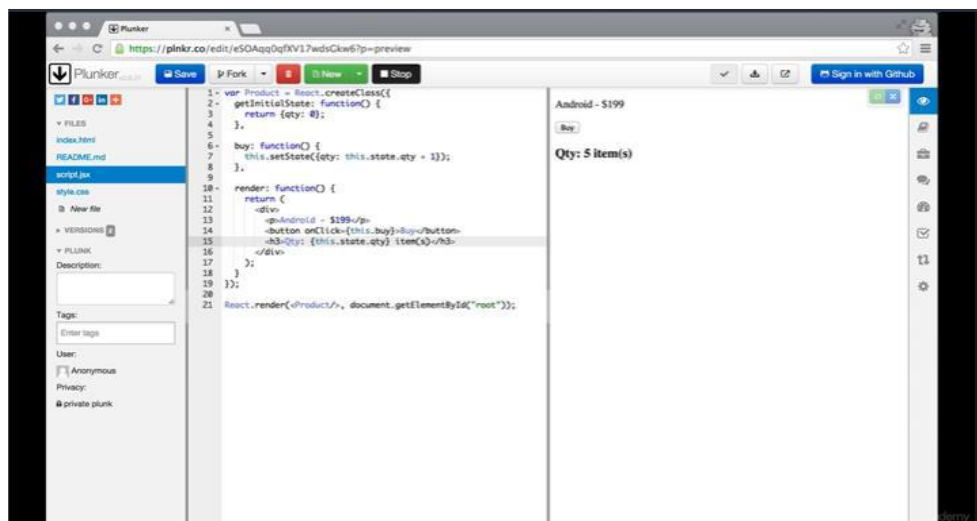 Plunker
https://plnkr.co/edit/eSOAqq0qfXV17wdsGkw6?p=preview
Plunker
Save
Fork
New
Stop
Sign in with Github
FILES
index.html
README.md
script.jsx
style.css
New file
VERSIONS
PLUNK
Description:
Tags:
Enter tags
User:
Anonymous
Privacy:
private plunk
1 var Product = React.createClass({
2 getInitialState: function() {
3 return {qty: 0};
4 },
5
6 buy: function() {
7 this.setState({qty: this.state.qty + 1});
8 },
9
10 render: function() {
11 return (
12 <div>
13 <p>Android - $199</p>
14 <button onClick={this.buy}>Buy</button>
15 <h3>Qty: {this.state.qty} item(s)</h3>
16 </div>
17 );
18 }
19 });
20
21 React.render(<Product/>, document.getElementById("root"));
Android - $199
Buy
Qty: 5 item(s)
demy